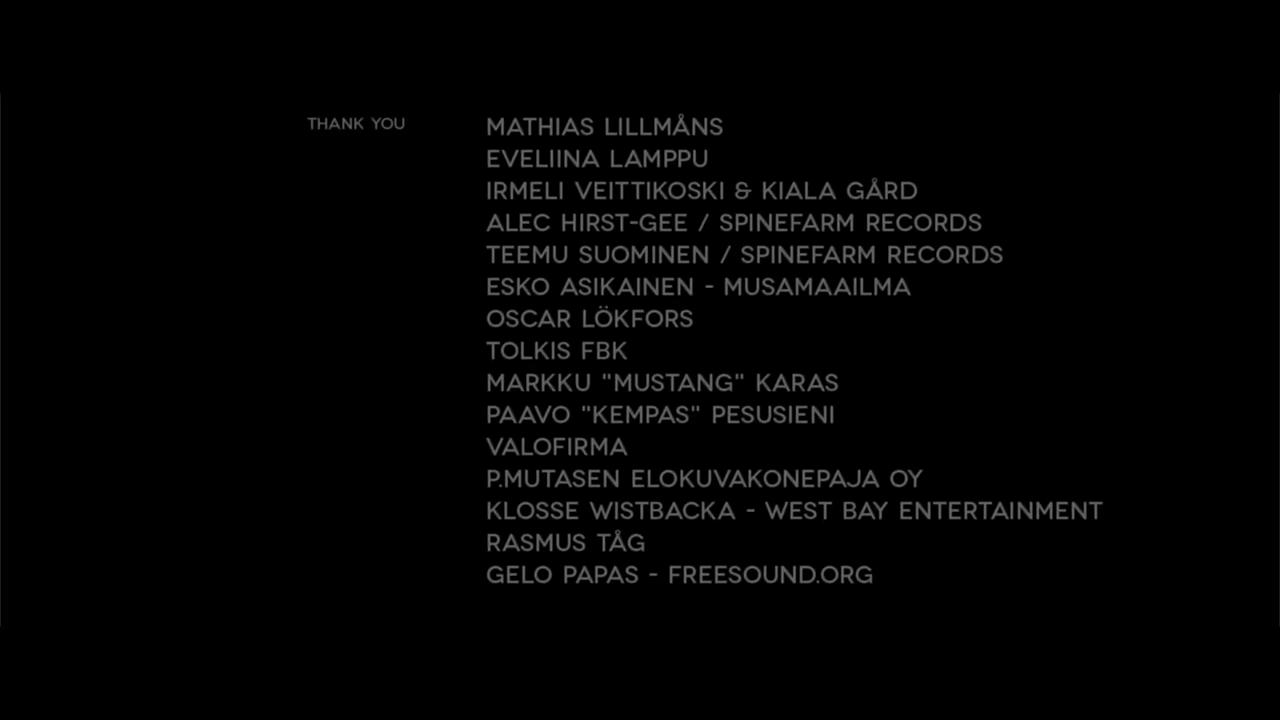 THANK YOU
MATHIAS LILLMÅNS
EVELIINA LAMPPU
IRMELI VEITTIKOSKI & KIALA GÅRD
ALEC HIRST-GEE / SPINEFARM RECORDS
TEEMU SUOMINEN / SPINEFARM RECORDS
ESKO ASIKAINEN - MUSAMAAILMA
OSCAR LÖKFORS
TOLKIS FBK
MARKKU "MUSTANG" KARAS
PAAVO "KEMPAS" PESUSIENI
VALOFIRMA
P.MUTASEN ELOKUVAKONEPAJA OY
KLOSSE WISTBACKA - WEST BAY ENTERTAINMENT
RASMUS TÅG
GELO PAPAS - FREESOUND.ORG